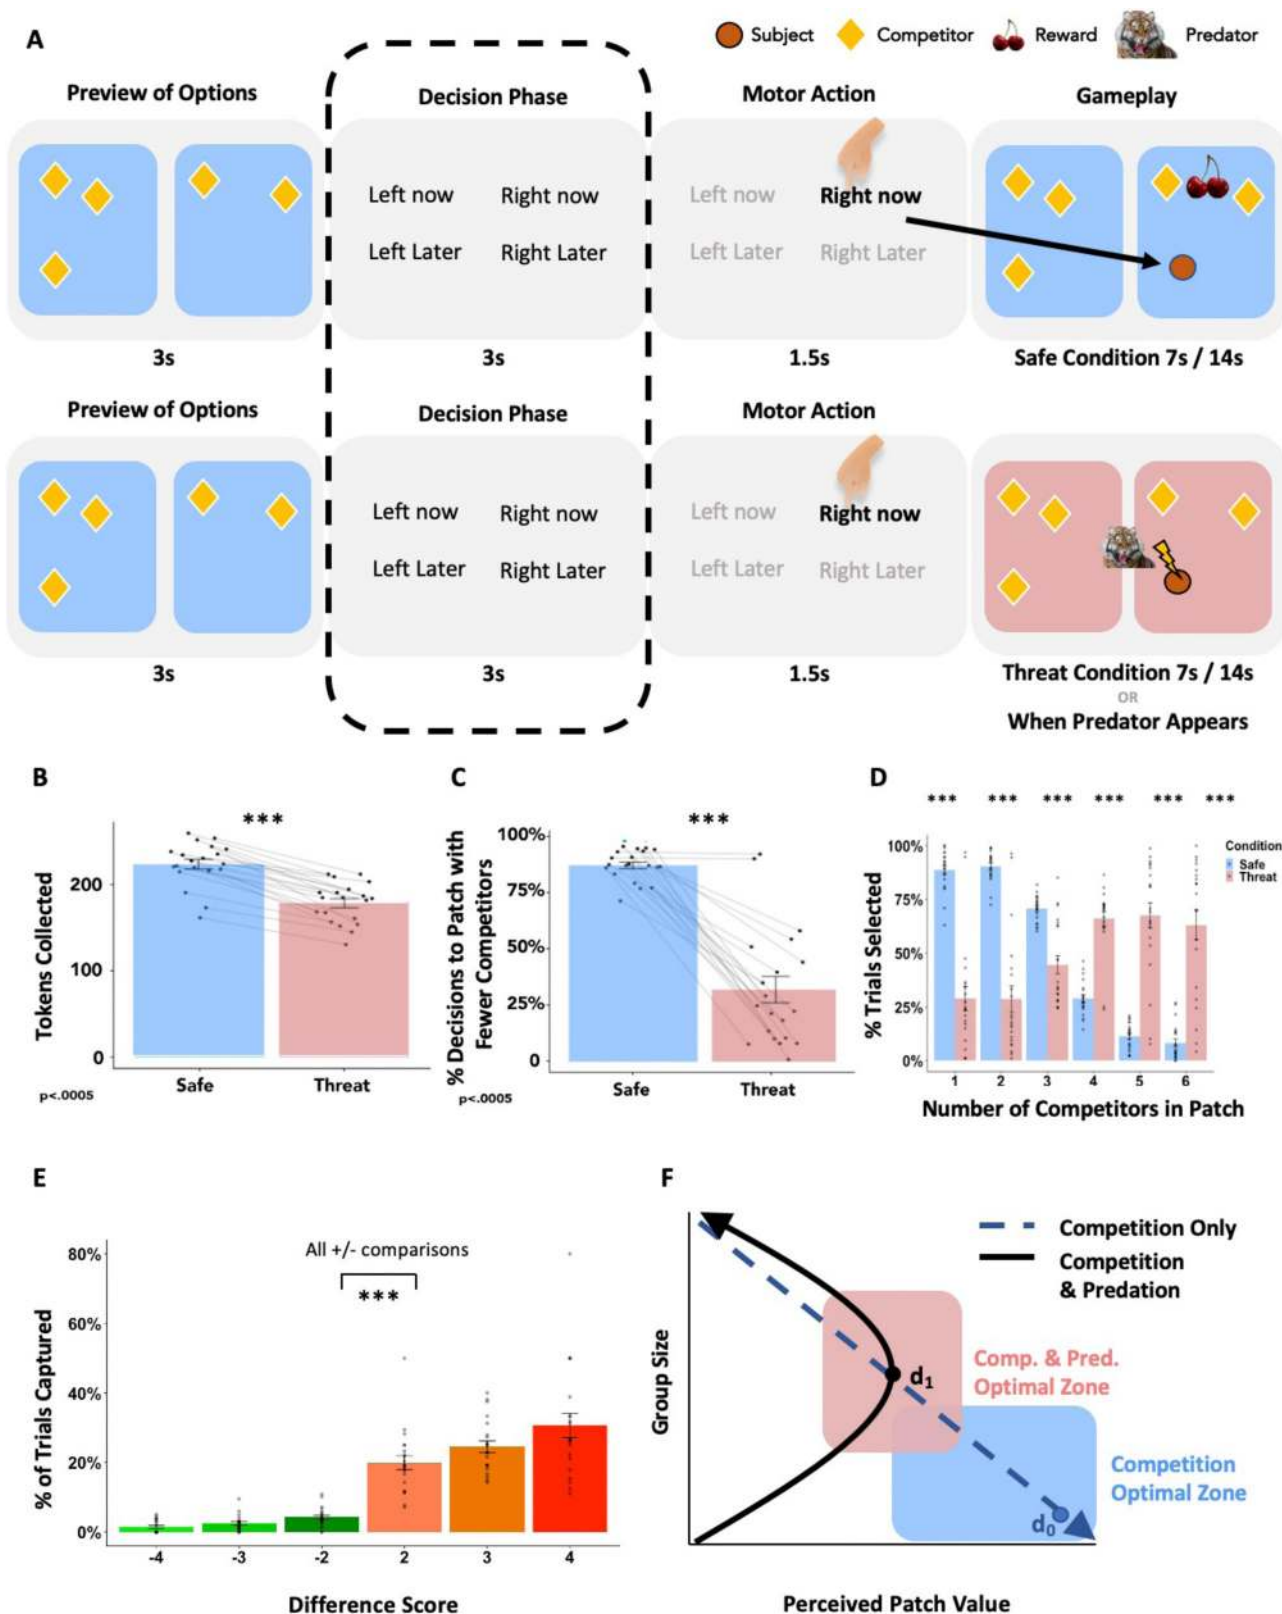 A
Subject Competitor Reward Predator
Preview of Options
Decision Phase
Motor Action
Gameplay
Left now Right now
Left Later Right Later
Left now Right now
Left Later Right Later
3s
3s
1.5s
Safe Condition 7s / 14s
Preview of Options
Decision Phase
Motor Action
Left now Right now
Left Later Right Later
Left now Right now
Left Later Right Later
3s
3s
1.5s
Threat Condition 7s / 14s
OR
When Predator Appears
B
***
Tokens Collected
200
100
0
Safe Threat
p<.0005
C
***
% Decisions to Patch with
Fewer Competitors
100%
75%
50%
25%
0
Safe Threat
p<.0005
D
*** *** *** *** *** ***
% Trials Selected
100%
75%
50%
25%
0%
1 2 3 4 5 6
Number of Competitors in Patch
Condition
Safe
Threat
E
All +/- comparisons
***
% of Trials Captured
80%
60%
40%
20%
0%
-4 -3 -2 2 3 4
Difference Score
F
Group Size
Competition Only
Competition
& Predation
Comp. & Pred.
Optimal Zone
d1
Competition
Optimal Zone
d0
Perceived Patch Value